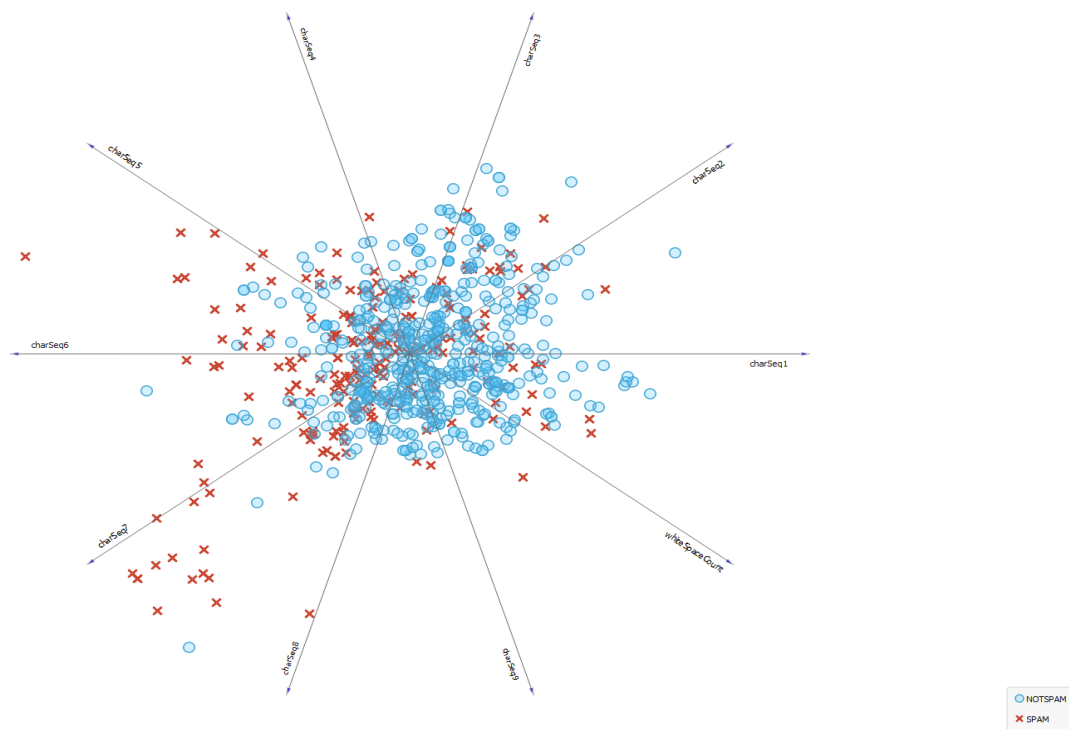 charSeq4
charSeq3
charSeq5
charSeq2
charSeq6
charSeq1
charSeq7
whiteSpaceCount
charSeq8
charSeq9
NOTSPAM
SPAM